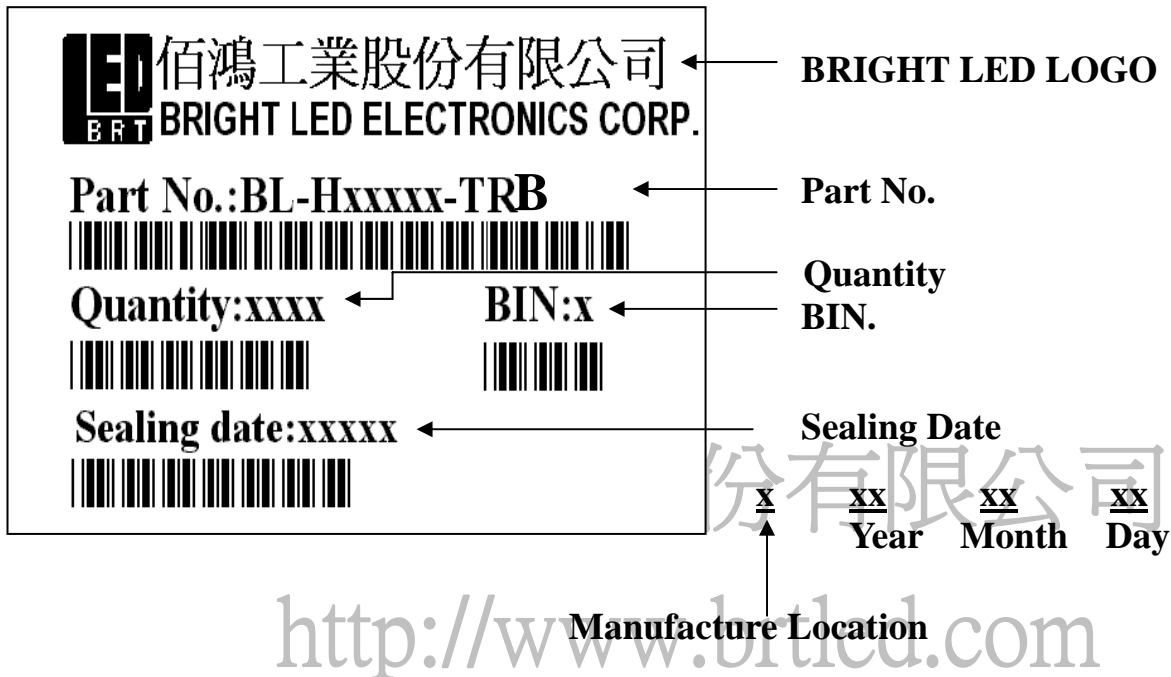 佰鴻工業股份有限公司
BRT BRIGHT LED ELECTRONICS CORP.
BRIGHT LED LOGO
Part No.:BL-Hxxxxx-TRB
Part No.
Quantity:xxxx
BIN:x
Quantity
BIN.
Sealing date:xxxxx
Sealing Date
份有限公司
x xx xx xx
Year Month Day
Manufacture Location
http://www.brtled.com